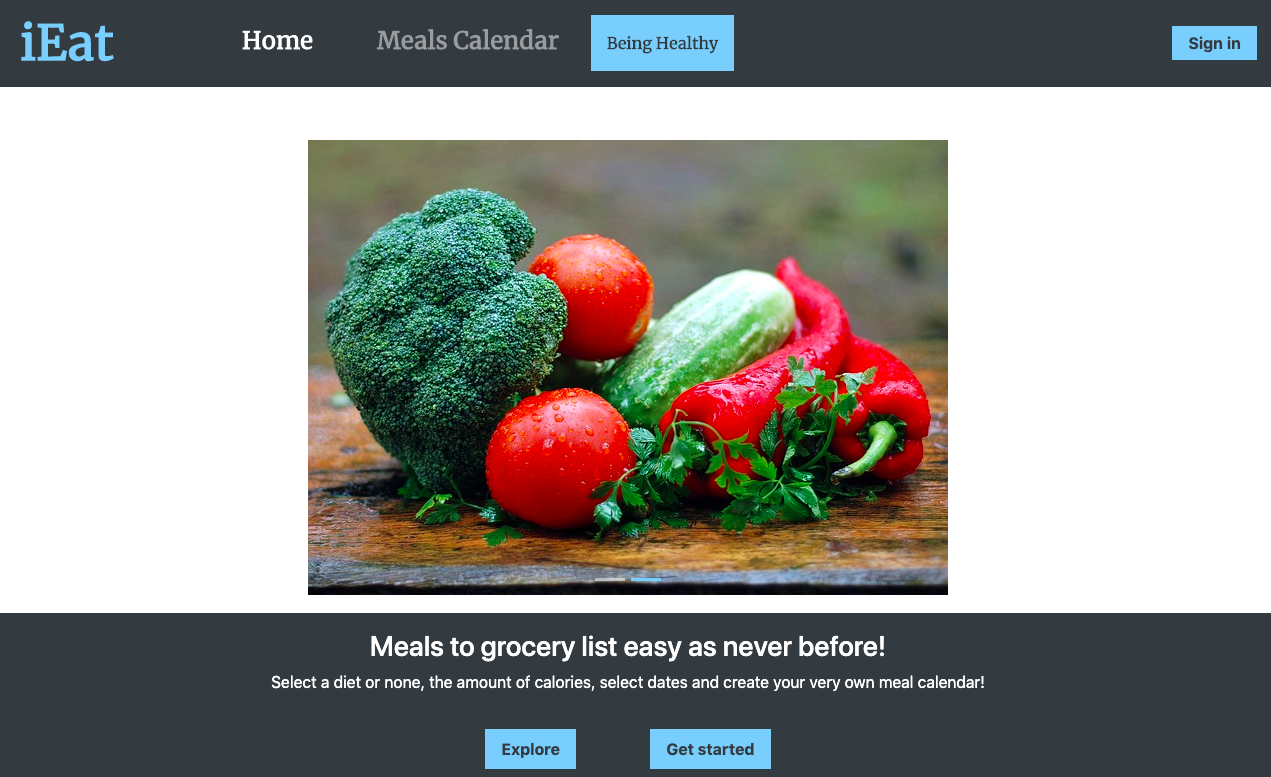 iEat
Home
Meals Calendar
Being Healthy
Sign in
Meals to grocery list easy as never before!
Select a diet or none, the amount of calories, select dates and create your very own meal calendar!
Explore
Get started